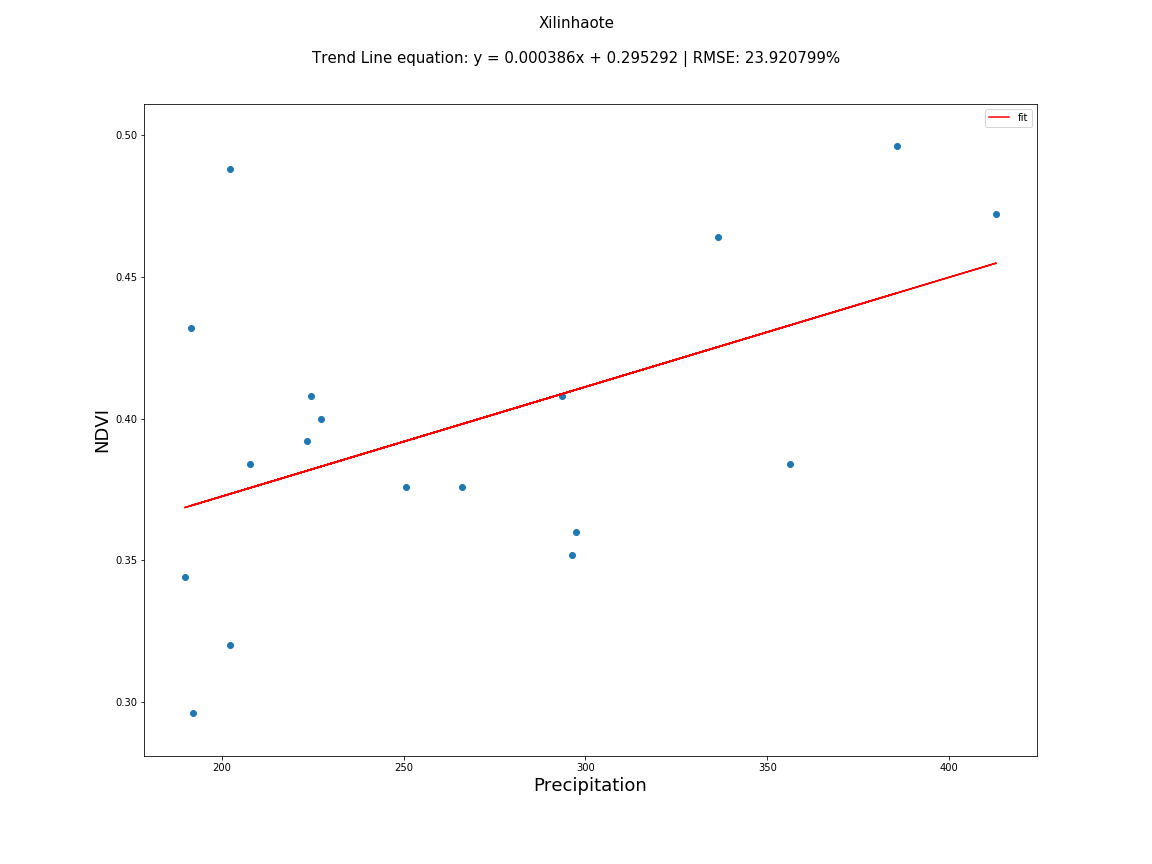 Xilinhaote
Trend Line equation: y = 0.000386x + 0.295292 | RMSE: 23.920799%
fit
0.50
0.45
0.40
0.35
0.30
NDVI
200 250 300 350 400
Precipitation